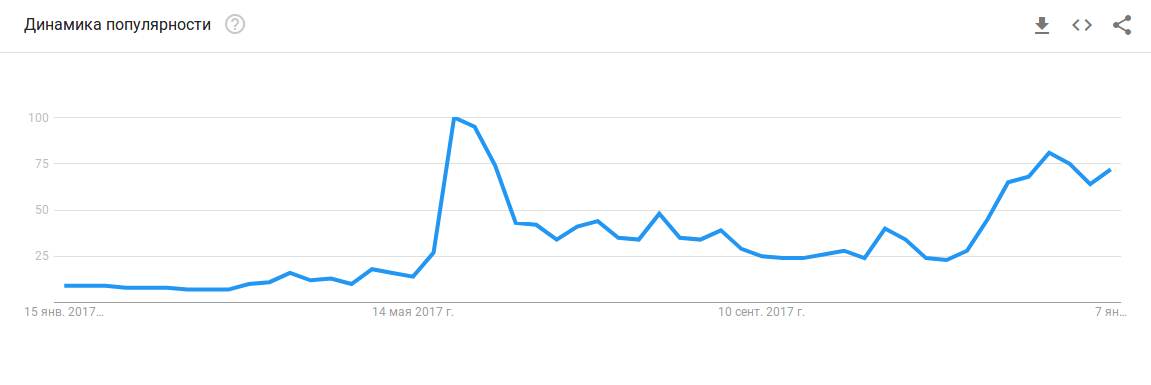 Динамика популярности ?
100
75
50
25
15 янв. 2017…
14 мая 2017 г.
10 сент. 2017 г.
7 ян…